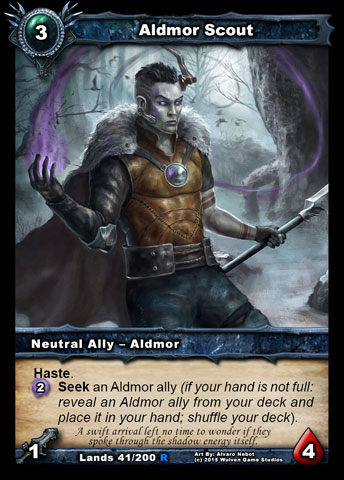 3
Aldmor Scout
Neutral Ally – Aldmor
Haste.
2 Seek an Aldmor ally (if your hand is not full:
reveal an Aldmor ally from your deck and
place it in your hand; shuffle your deck).
A swift arrival left no time to wonder if they
spoke through the shadow energy itself.
1
Lands 41/200 R
Art By: Alvaro Nebot
(c) 2015 Wulven Game Studios
4